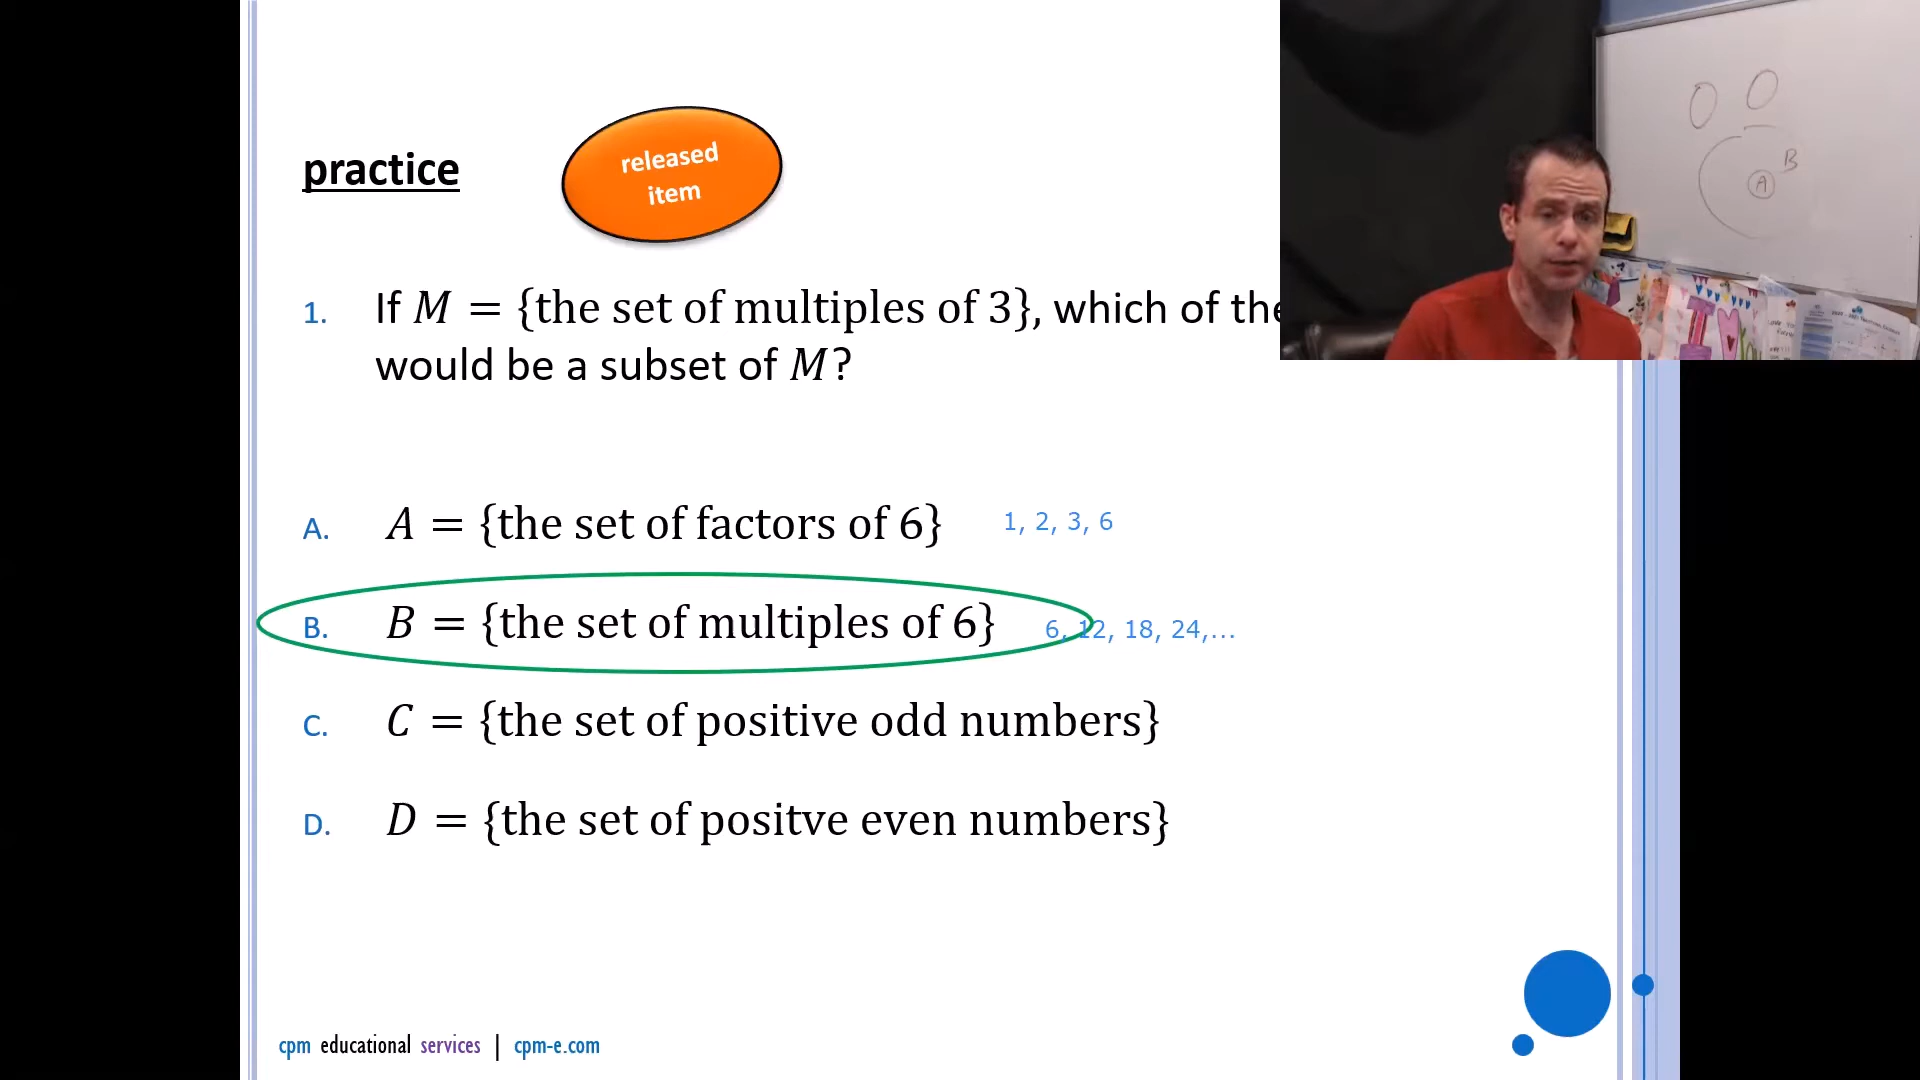 practice
released
item
1. If M = {the set of multiples of 3}, which of the
would be a subset of M?
A. A = {the set of factors of 6} 1, 2, 3, 6
B. B = {the set of multiples of 6} 6, 12, 18, 24,...
C. C = {the set of positive odd numbers}
D. D = {the set of positve even numbers}
cpm educational services | cpm-e.com
B
A